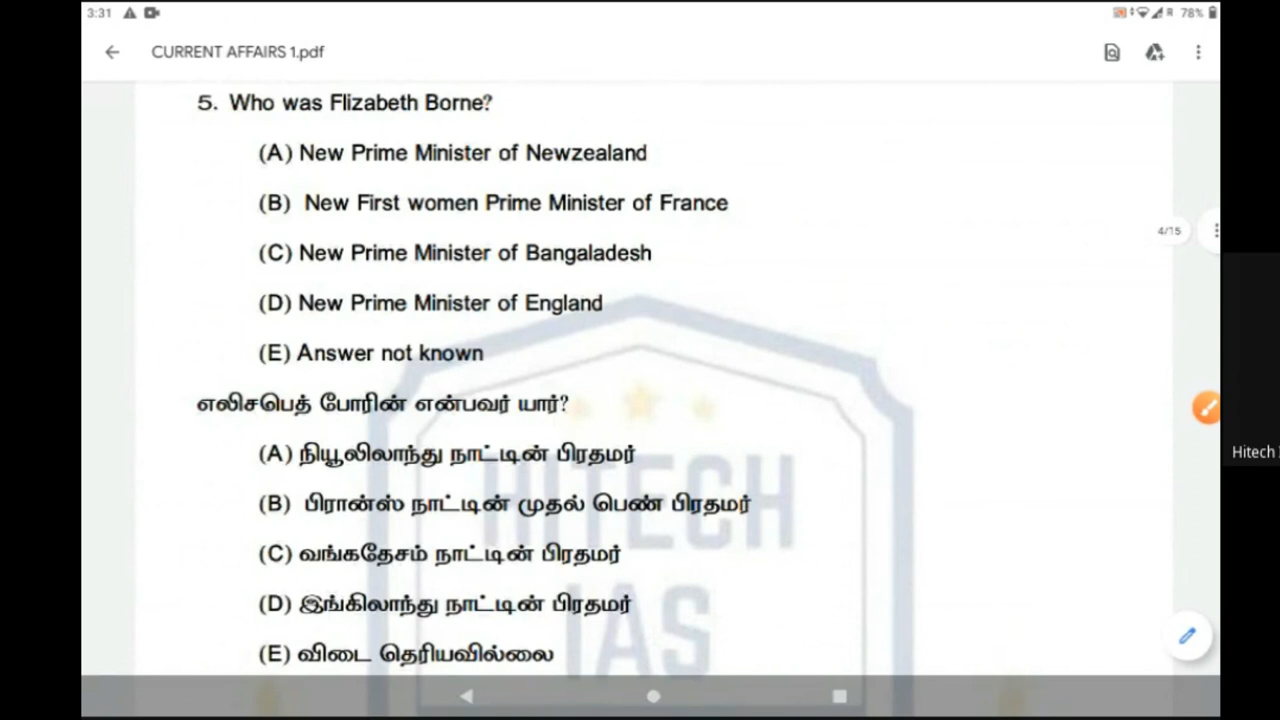 3:31
R 78%
CURRENT AFFAIRS 1.pdf
5. Who was Flizabeth Borne?
(A) New Prime Minister of Newzealand
(B) New First women Prime Minister of France
4/15
(C) New Prime Minister of Bangaladesh
(D) New Prime Minister of England
(E) Answer not known
எலிசபெத் போரின் என்பவர் யார்?
(A) நியூலிலாந்து நாட்டின் பிரதமர்
Hitech
(B) பிரான்ஸ் நாட்டின் முதல் பெண் பிரதமர்
HITECH
(C) வங்கதேசம் நாட்டின் பிரதமர்
(D) இங்கிலாந்து நாட்டின் பிரதமர்
IAS
(E) விடை தெரியவில்லை